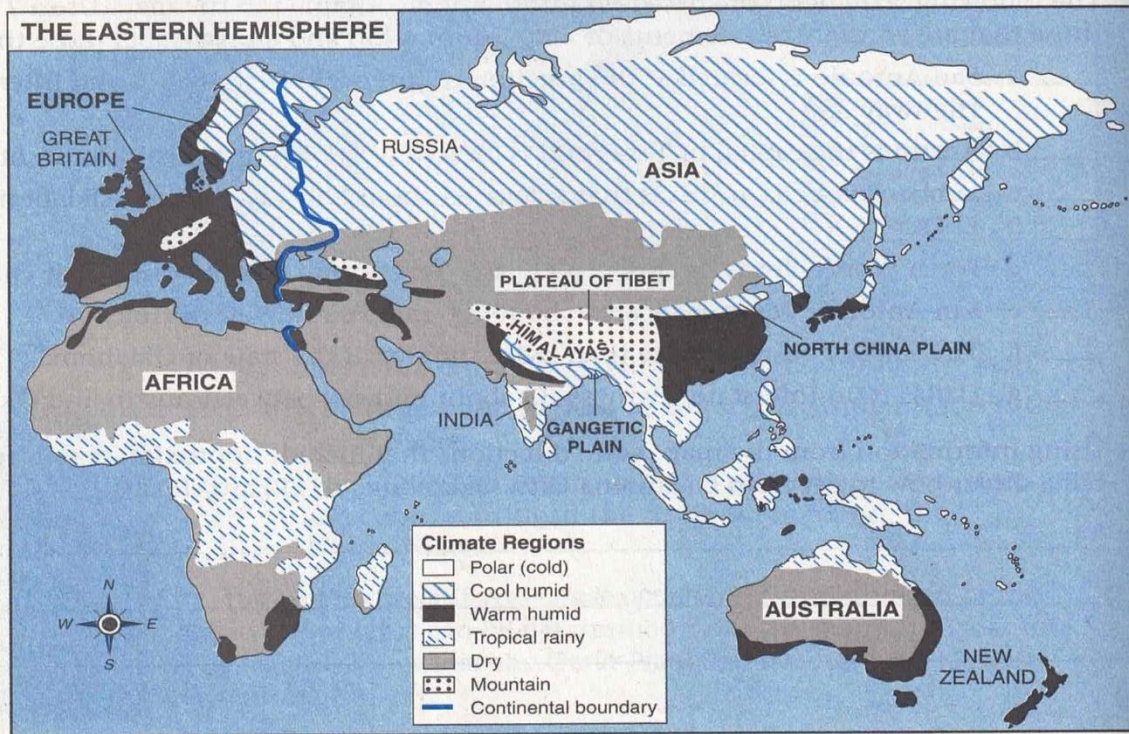 THE EASTERN HEMISPHERE
EUROPE
GREAT
BRITAIN
RUSSIA
ASIA
PLATEAU OF TIBET
HIMALAYAS
NORTH CHINA PLAIN
AFRICA
INDIA
GANGETIC
PLAIN
Climate Regions
Polar (cold)
Cool humid
Warm humid
Tropical rainy
Dry
Mountain
Continental boundary
N
W
E
S
AUSTRALIA
NEW
ZEALAND